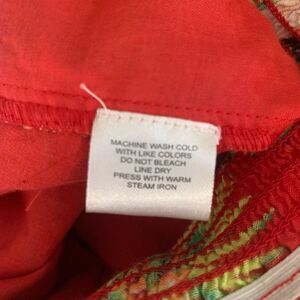 MACHINE WASH COLD
WITH LIKE COLORS
DO NOT BLEACH
LINE DRY
PRESS WITH WARM
STEAM IRON